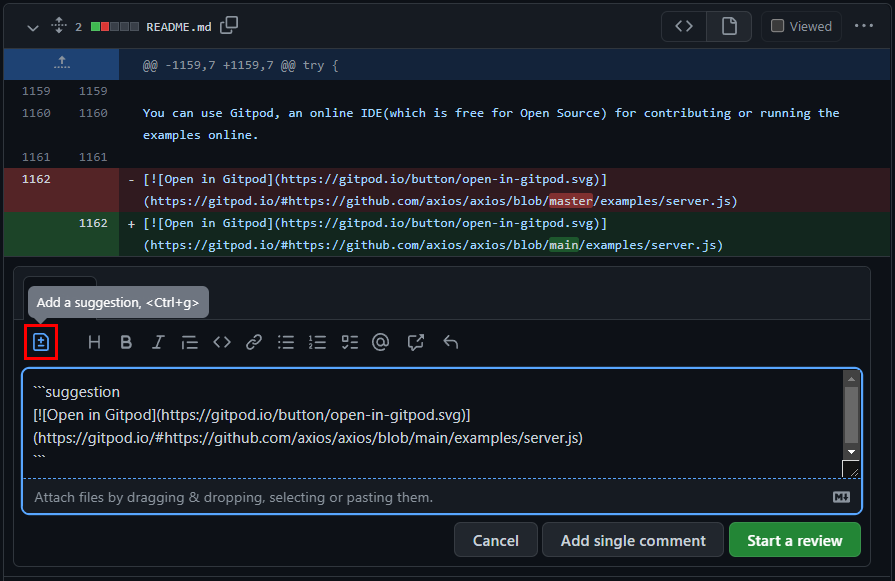 2 README.md Viewed
@@ -1159,7 +1159,7 @@ try {
1159 1159
1160 1160 You can use Gitpod, an online IDE(which is free for Open Source) for contributing or running the
examples online.
1161 1161
1162 - [![Open in Gitpod](https://gitpod.io/button/open-in-gitpod.svg)]
(https://gitpod.io/#https://github.com/axios/axios/blob/master/examples/server.js)
1162 + [![Open in Gitpod](https://gitpod.io/button/open-in-gitpod.svg)]
(https://gitpod.io/#https://github.com/axios/axios/blob/main/examples/server.js)
Add a suggestion, <Ctrl+g>
```suggestion
[![Open in Gitpod](https://gitpod.io/button/open-in-gitpod.svg)]
(https://gitpod.io/#https://github.com/axios/axios/blob/main/examples/server.js)
```
Attach files by dragging & dropping, selecting or pasting them.
Cancel Add single comment Start a review